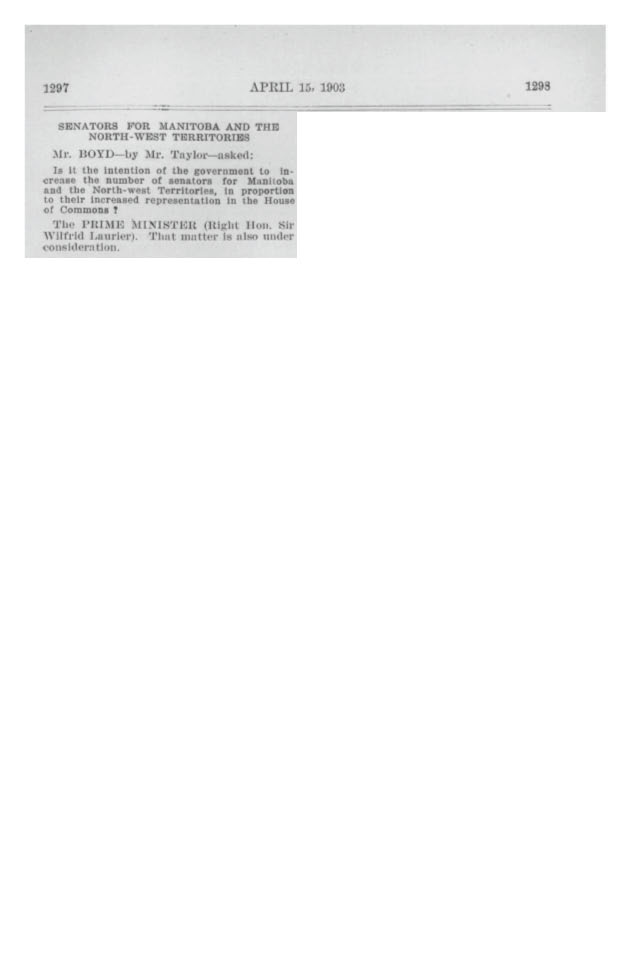 1297 APRIL 15, 1903 1298
SENATORS FOR MANITOBA AND THE
NORTH-WEST TERRITORIES
Mr. BOYD—by Mr. Taylor—asked:
Is it the intention of the government to in-
crease the number of senators for Manitoba
and the North-west Territories, in proportion
to their increased representation in the House
of Commons ?
The PRIME MINISTER (Right Hon. Sir
Wilfrid Laurier). That matter is also under
consideration.